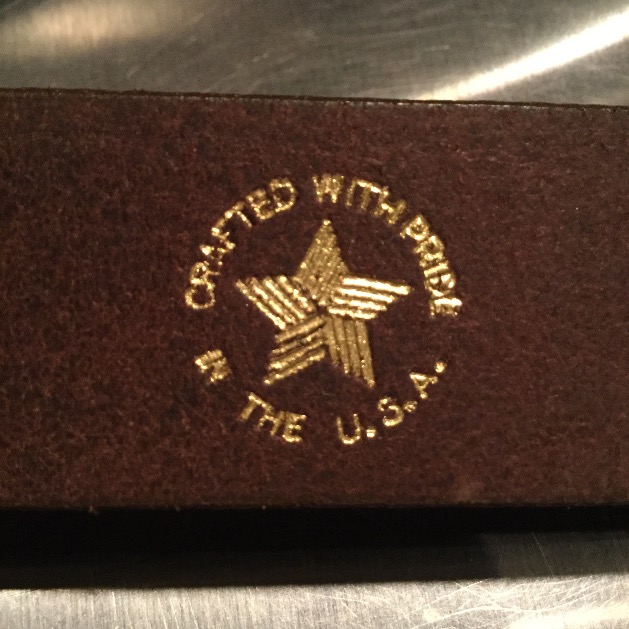 CRAFTED WITH PRIDE
IN THE U.S.A.